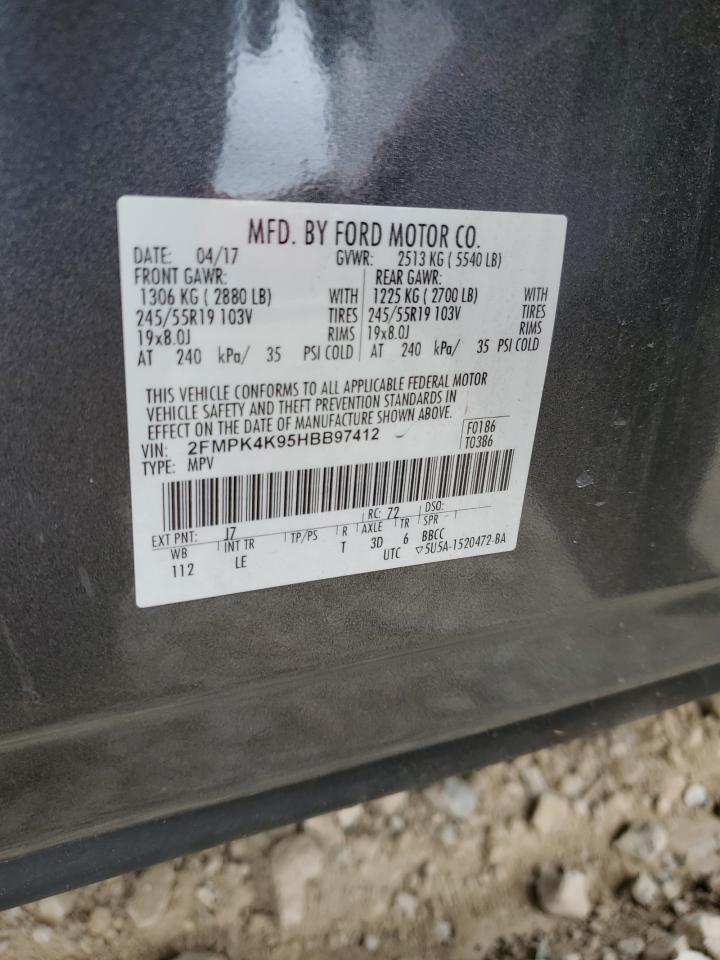 MFD. BY FORD MOTOR CO.
DATE: 04/17 GVWR: 2513 KG ( 5540 LB)
FRONT GAWR: REAR GAWR:
1306 KG ( 2880 LB) WITH 1225 KG ( 2700 LB) WITH
245/55R19 103V TIRES 245/55R19 103V TIRES
19x8.0J RIMS 19x8.0J RIMS
AT 240 kPa/ 35 PSI COLD AT 240 kPa/ 35 PSI COLD
THIS VEHICLE CONFORMS TO ALL APPLICABLE FEDERAL MOTOR
VEHICLE SAFETY AND THEFT PREVENTION STANDARDS IN
EFFECT ON THE DATE OF MANUFACTURE SHOWN ABOVE.
VIN: 2FMPK4K95HBB97412 F0186
TYPE: MPV T0386
EXT PNT: J7 RC: 72 DSO:
WB INT TR TP/PS R AXLE TR SPR
112 LE T 3D 6 BBCC
UTC ▽5U5A-1520472-BA